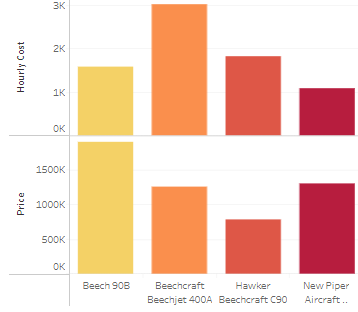 Hourly Cost
3K
2K
1K
0K
Price
1500K
1000K
500K
0K
Beech 90B
Beechcraft
Beechjet 400A
Hawker
Beechcraft C90
New Piper
Aircraft ..